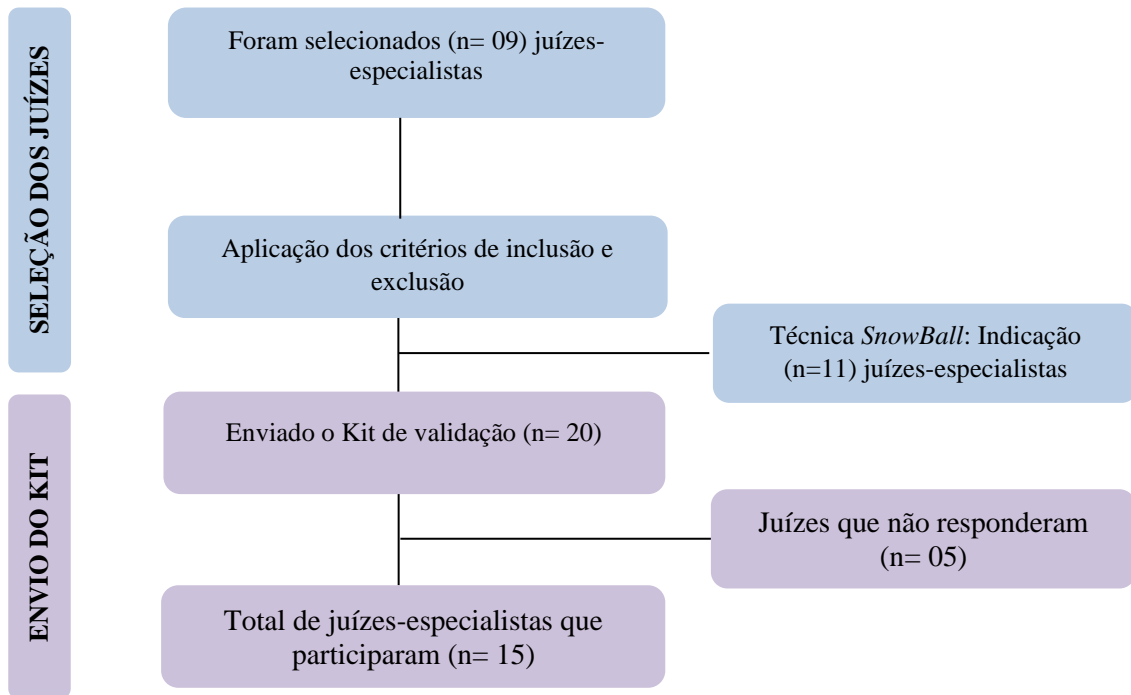 SELEÇÃO DOS JUÍZES
Foram selecionados (n= 09) juízes-
especialistas
Aplicação dos critérios de inclusão e
exclusão
Técnica SnowBall: Indicação
(n=11) juízes-especialistas
ENVIO DO KIT
Enviado o Kit de validação (n= 20)
Juízes que não responderam
(n= 05)
Total de juízes-especialistas que
participaram (n= 15)